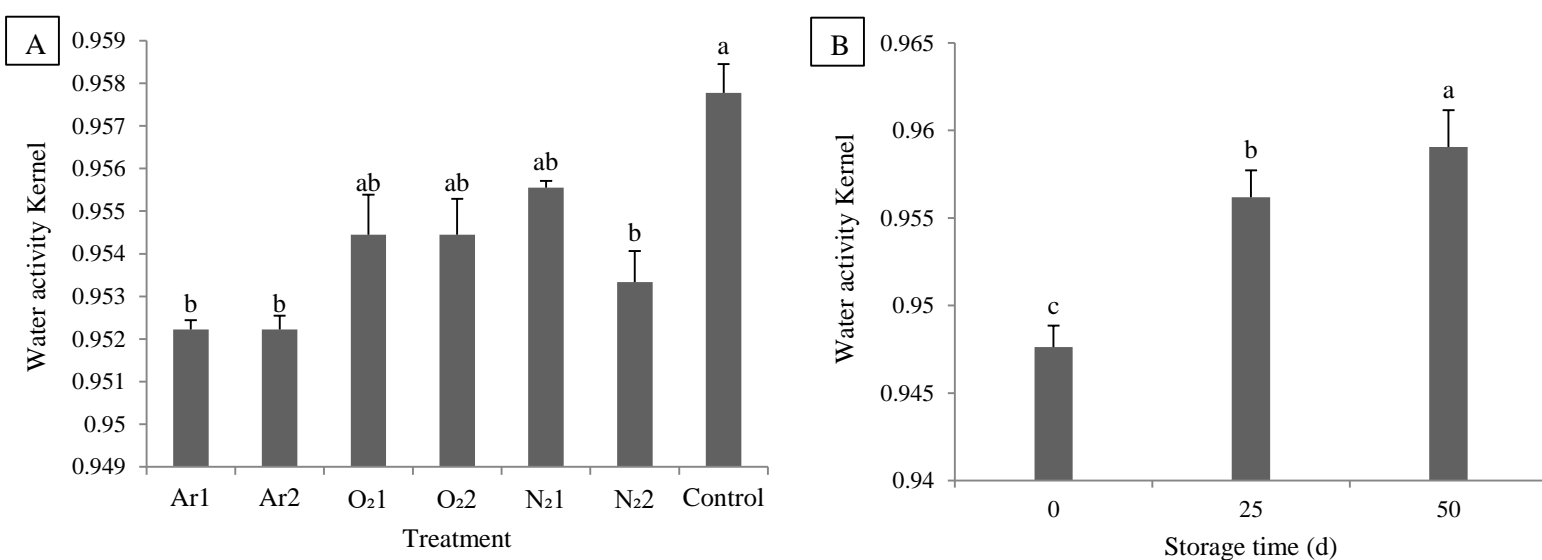 A
Water activity Kernel
0.959
0.958
0.957
0.956
0.955
0.954
0.953
0.952
0.951
0.95
0.949
b
b
ab
ab
ab
b
a
Ar1 Ar2 O₂1 O₂2 N₂1 N₂2 Control
Treatment
B
Water activity Kernel
0.965
0.96
0.955
0.95
0.945
0.94
c
b
a
0 25 50
Storage time (d)